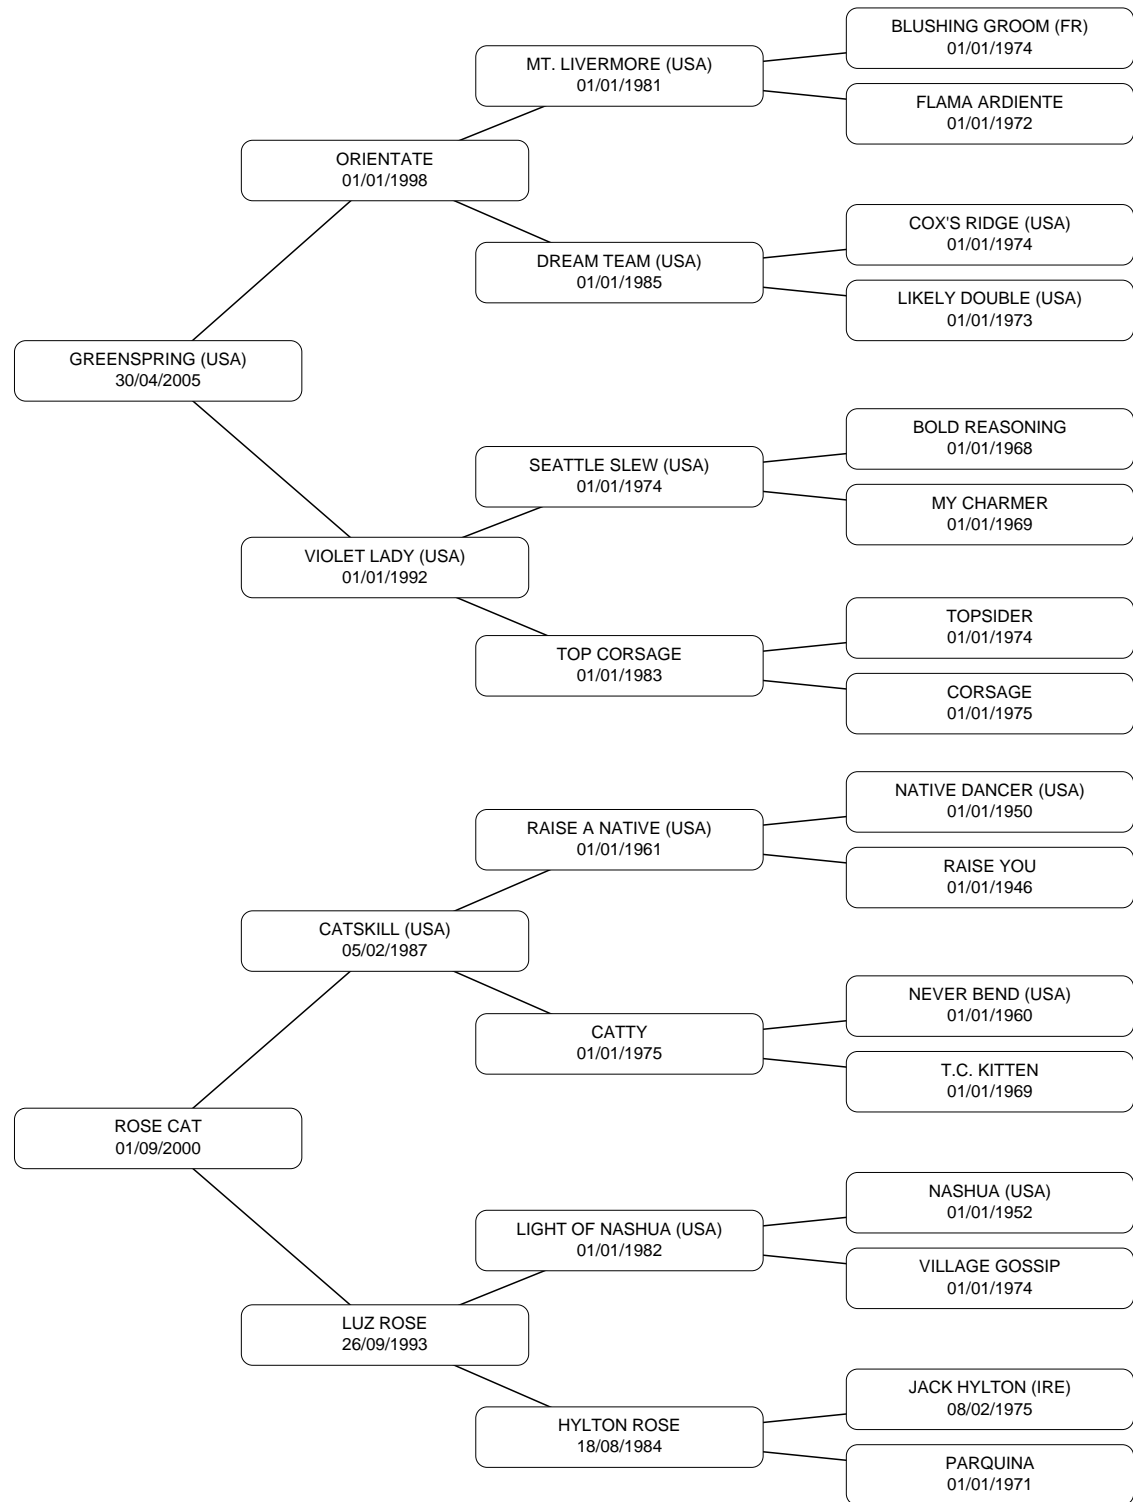 BLUSHING GROOM (FR)
01/01/1974
MT. LIVERMORE (USA)
01/01/1981
FLAMA ARDIENTE
01/01/1972
ORIENTATE
01/01/1998
COX'S RIDGE (USA)
01/01/1974
DREAM TEAM (USA)
01/01/1985
LIKELY DOUBLE (USA)
01/01/1973
GREENSPRING (USA)
30/04/2005
BOLD REASONING
01/01/1968
SEATTLE SLEW (USA)
01/01/1974
MY CHARMER
01/01/1969
VIOLET LADY (USA)
01/01/1992
TOPSIDER
01/01/1974
TOP CORSAGE
01/01/1983
CORSAGE
01/01/1975
NATIVE DANCER (USA)
01/01/1950
RAISE A NATIVE (USA)
01/01/1961
RAISE YOU
01/01/1946
CATSKILL (USA)
05/02/1987
NEVER BEND (USA)
01/01/1960
CATTY
01/01/1975
T.C. KITTEN
01/01/1969
ROSE CAT
01/09/2000
NASHUA (USA)
01/01/1952
LIGHT OF NASHUA (USA)
01/01/1982
VILLAGE GOSSIP
01/01/1974
LUZ ROSE
26/09/1993
JACK HYLTON (IRE)
08/02/1975
HYLTON ROSE
18/08/1984
PARQUINA
01/01/1971